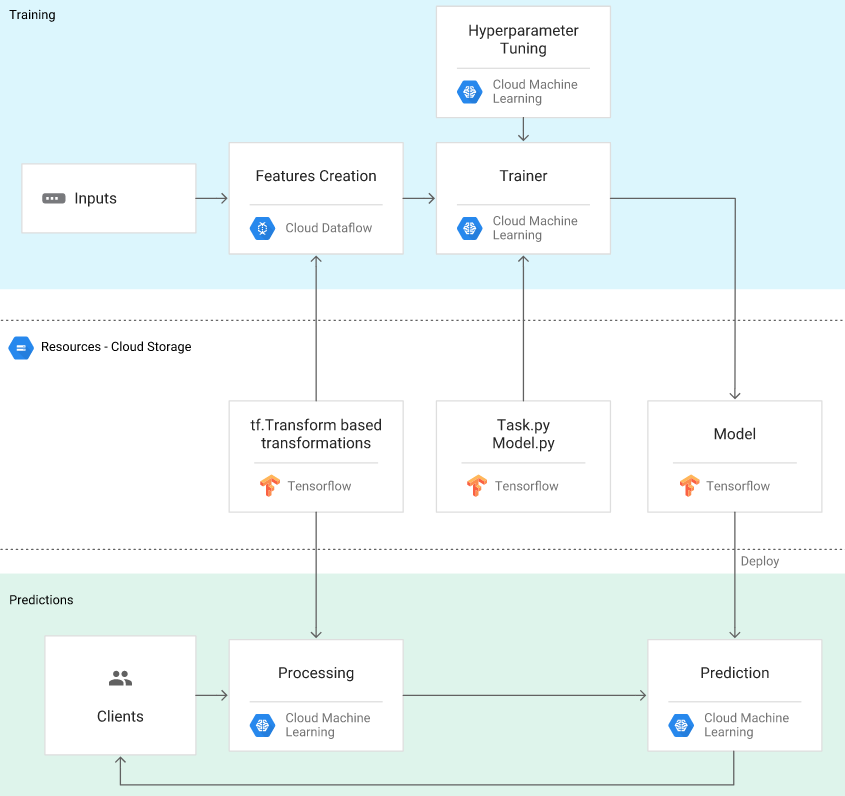 Training
Hyperparameter
Tuning
Cloud Machine
Learning
Inputs
Features Creation
Cloud Dataflow
Trainer
Cloud Machine
Learning
Resources - Cloud Storage
tf.Transform based
transformations
Tensorflow
Task.py
Model.py
Tensorflow
Model
Tensorflow
Deploy
Predictions
Clients
Processing
Cloud Machine
Learning
Prediction
Cloud Machine
Learning